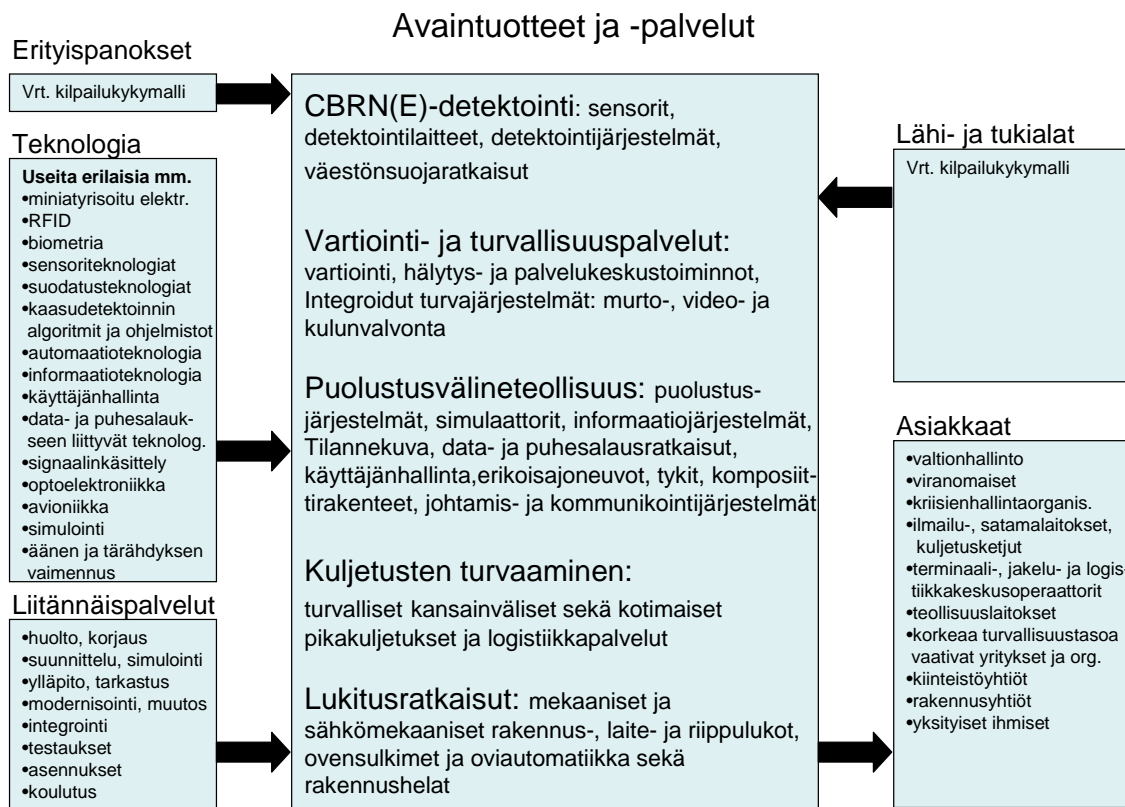 Avaintuotteet ja -palvelut
Erityispanokset
Vrt. kilpailukykymalli
Teknologia
Useita erilaisia mm.
•miniatyrisoitu elektr.
•RFID
•biometria
•sensoriteknologiat
•suodatusteknologiat
•kaasudetektoinnin
algoritmit ja ohjelmistot
•automaatioteknologia
•informaatioteknologia
•käyttäjänhallinta
•data- ja puhesalauk-
seen liittyvät teknolog.
•signaalinkäsittely
•optoelektroniikka
•avioniikka
•simulointi
•äänen ja tärähdyksen
vaimennus
Liitännäispalvelut
•huolto, korjaus
•suunnittelu, simulointi
•ylläpito, tarkastus
•modernisointi, muutos
•integrointi
•testaukset
•asennukset
•koulutus
CBRN(E)-detektointi: sensorit,
detektointilaitteet, detektointijärjestelmät,
väestönsuojaratkaisut
Vartiointi- ja turvallisuuspalvelut:
vartiointi, hälytys- ja palvelukeskustoiminnot,
Integroidut turvajärjestelmät: murto-, video- ja
kulunvalvonta
Puolustusvälineteollisuus: puolustus-
järjestelmät, simulaattorit, informaatiojärjestelmät,
Tilannekuva, data- ja puhesalausratkaisut,
käyttäjänhallinta,erikoisajoneuvot, tykit, komposiit-
tirakenteet, johtamis- ja kommunikointijärjestelmät
Kuljetusten turvaaminen:
turvalliset kansainväliset sekä kotimaiset
pikakuljetukset ja logistiikkapalvelut
Lukitusratkaisut: mekaaniset ja
sähkömekaaniset rakennus-, laite- ja riippulukot,
ovensulkimet ja oviautomatiikka sekä
rakennushelat
Lähi- ja tukialat
Vrt. kilpailukykymalli
Asiakkaat
•valtionhallinto
•viranomaiset
•kriisienhallintaorganis.
•ilmailu-, satamalaitokset,
kuljetusketjut
•terminaali-, jakelu- ja logis-
tiikkakeskusoperaattorit
•teollisuuslaitokset
•korkeaa turvallisuustasoa
vaativat yritykset ja org.
•kiinteistöyhtiöt
•rakennusyhtiöt
•yksityiset ihmiset